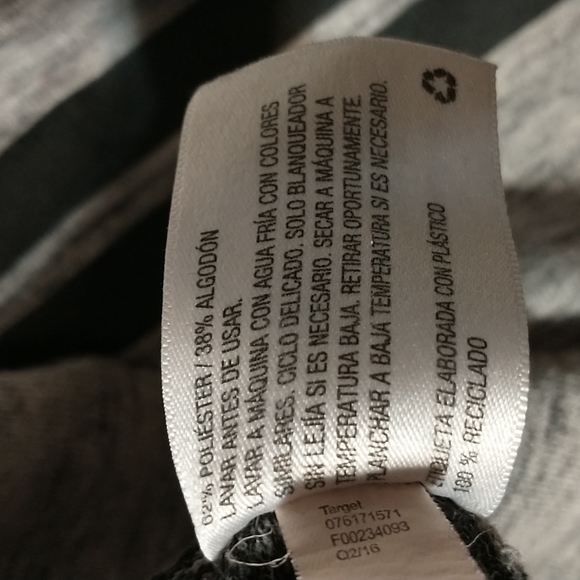 62% POLIÉSTER / 38% ALGODÓN
LAVAR ANTES DE USAR.
LAVAR A MÁQUINA CON AGUA FRÍA CON COLORES
SIMILARES. CICLO DELICADO. SOLO BLANQUEADOR
SIN LEJÍA SI ES NECESARIO. SECAR A MÁQUINA A
TEMPERATURA BAJA. RETIRAR OPORTUNAMENTE.
PLANCHAR A BAJA TEMPERATURA SI ES NECESARIO.
ETIQUETA ELABORADA CON PLÁSTICO
100 % RECICLADO
Target
076171571
F00234093
Q2/16